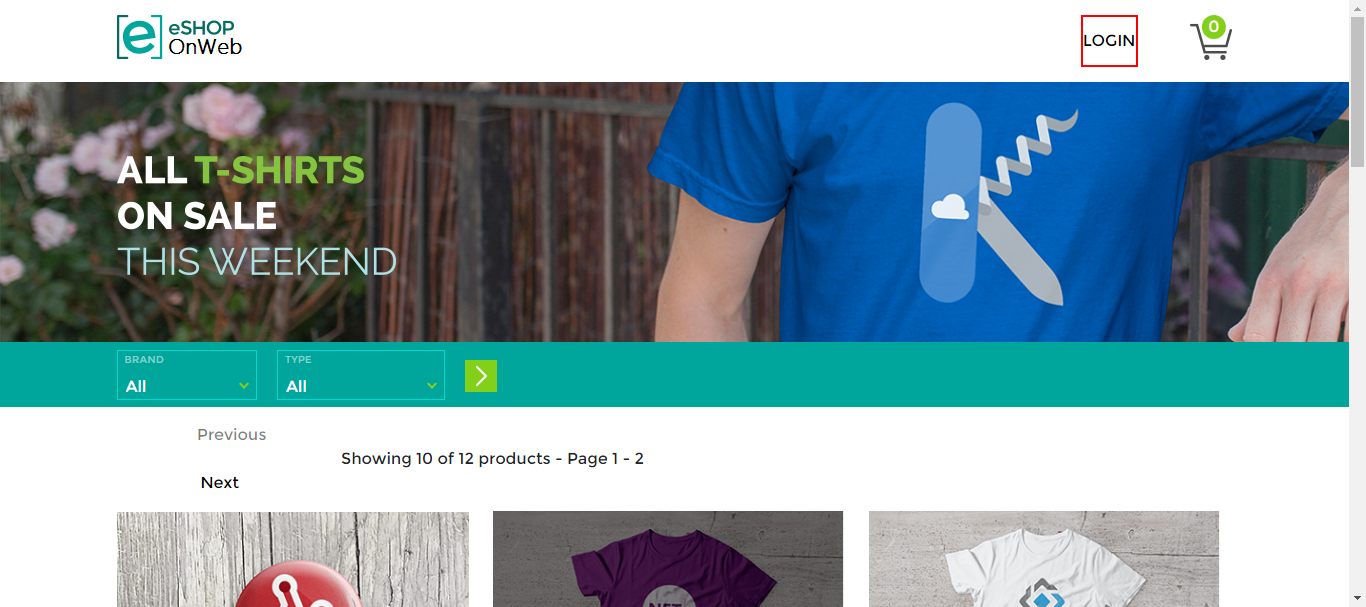 eSHOP
OnWeb
LOGIN
0
ALL T-SHIRTS
ON SALE
THIS WEEKEND
BRAND
All
TYPE
All
Previous
Showing 10 of 12 products - Page 1 - 2
Next